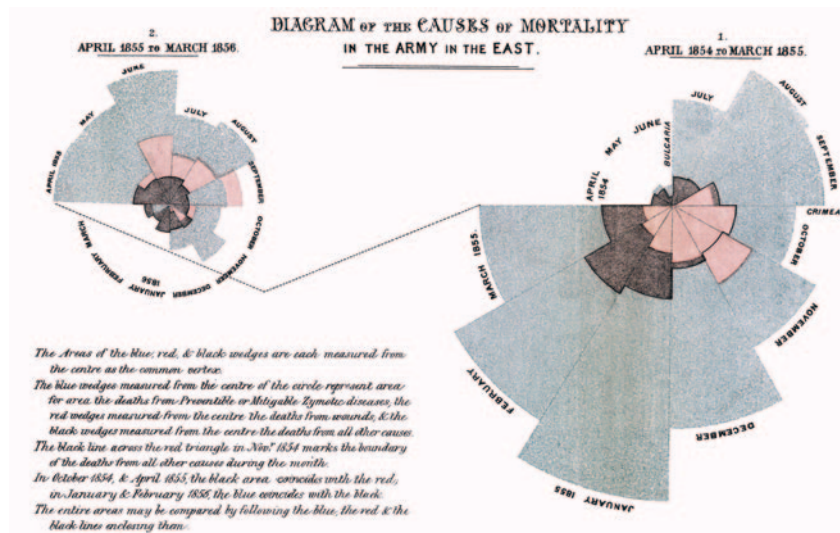 DIAGRAM OF THE CAUSES OF MORTALITY
IN THE ARMY IN THE EAST.
2.
APRIL 1855 TO MARCH 1856.
1.
APRIL 1854 TO MARCH 1855.
APRIL 1855
MAY
JUNE
JULY
AUGUST
SEPTEMBER
OCTOBER
NOVEMBER
DECEMBER
JANUARY
1856
FEBRUARY
MARCH
APRIL
1854
MAY
JUNE
BULGARIA
JULY
AUGUST
SEPTEMBER
CRIMEA
OCTOBER
NOVEMBER
DECEMBER
JANUARY 1855
FEBRUARY
MARCH 1855.
The Areas of the blue, red, & black wedges are each measured from
the centre as the common vertex.
The blue wedges measured from the centre of the circle represent area
for area the deaths from Preventible or Mitigable Zymotic diseases, the
red wedges measured from the centre the deaths from wounds, & the
black wedges measured from the centre the deaths from all other causes.
The black line across the red triangle in Novr. 1854 marks the boundary
of the deaths from all other causes during the month.
In October 1854, & April 1855, the black area coincides with the red,
in January & February 1856, the blue coincides with the black.
The entire areas may be compared by following the blue, the red & the
black lines enclosing them.